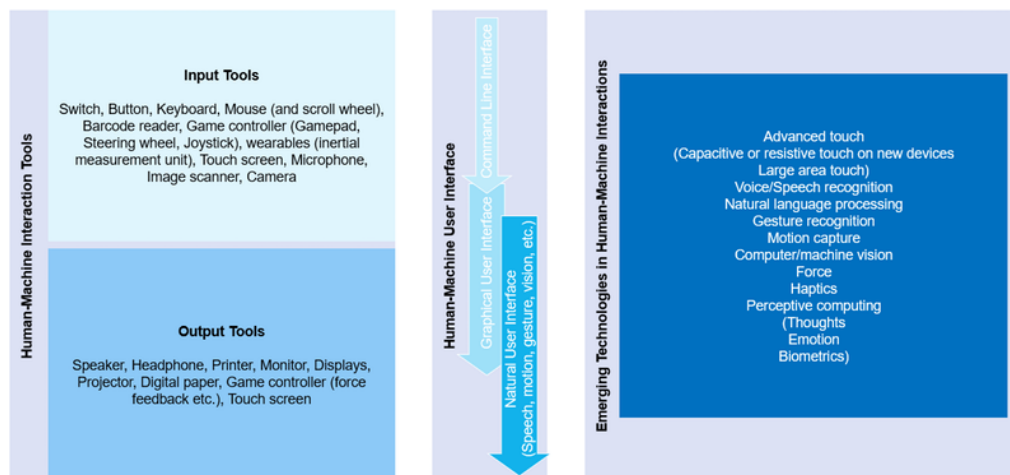 Human-Machine Interaction Tools
Input Tools
Switch, Button, Keyboard, Mouse (and scroll wheel),
Barcode reader, Game controller (Gamepad,
Steering wheel, Joystick), wearables (inertial
measurement unit), Touch screen, Microphone,
Image scanner, Camera
Output Tools
Speaker, Headphone, Printer, Monitor, Displays,
Projector, Digital paper, Game controller (force
feedback etc.), Touch screen
Human-Machine User Interface
Command Line Interface
Graphical User Interface
Natural User Interface
(Speech, motion, gesture, vision, etc.)
Emerging Technologies in Human-Machine Interactions
Advanced touch
(Capacitive or resistive touch on new devices
Large area touch)
Voice/Speech recognition
Natural language processing
Gesture recognition
Motion capture
Computer/machine vision
Force
Haptics
Perceptive computing
(Thoughts
Emotion
Biometrics)